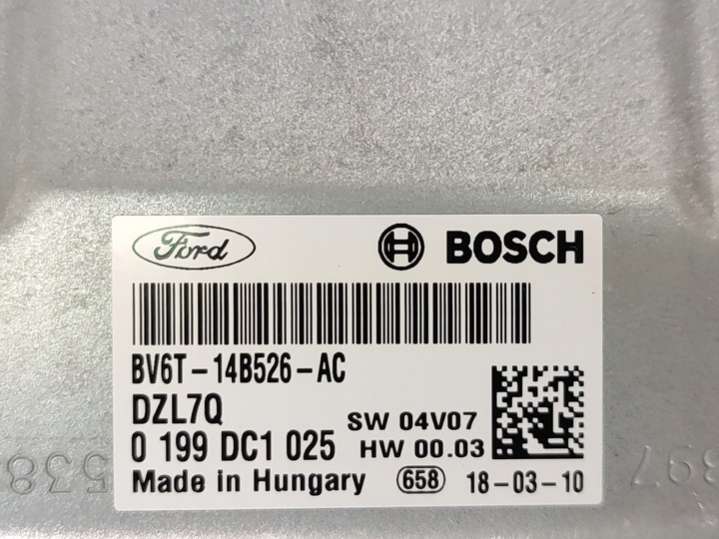 Ford BOSCH
BV6T-14B526-AC
DZL7Q
SW 04V07
0 199 DC1 025 HW 00.03
Made in Hungary 658 18-03-10